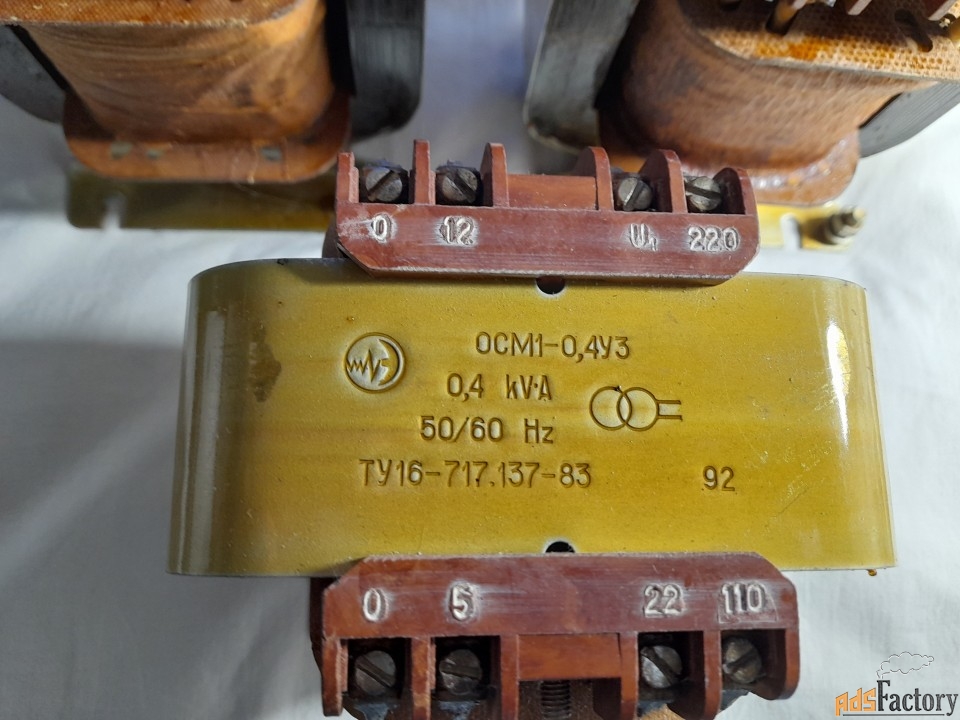 0 12 U₁ 220
ОСМ1-0,4У3
0,4 kV·A
50/60 Hz
ТУ16-717.137-83 92
0 5 22 110
AdsFactory